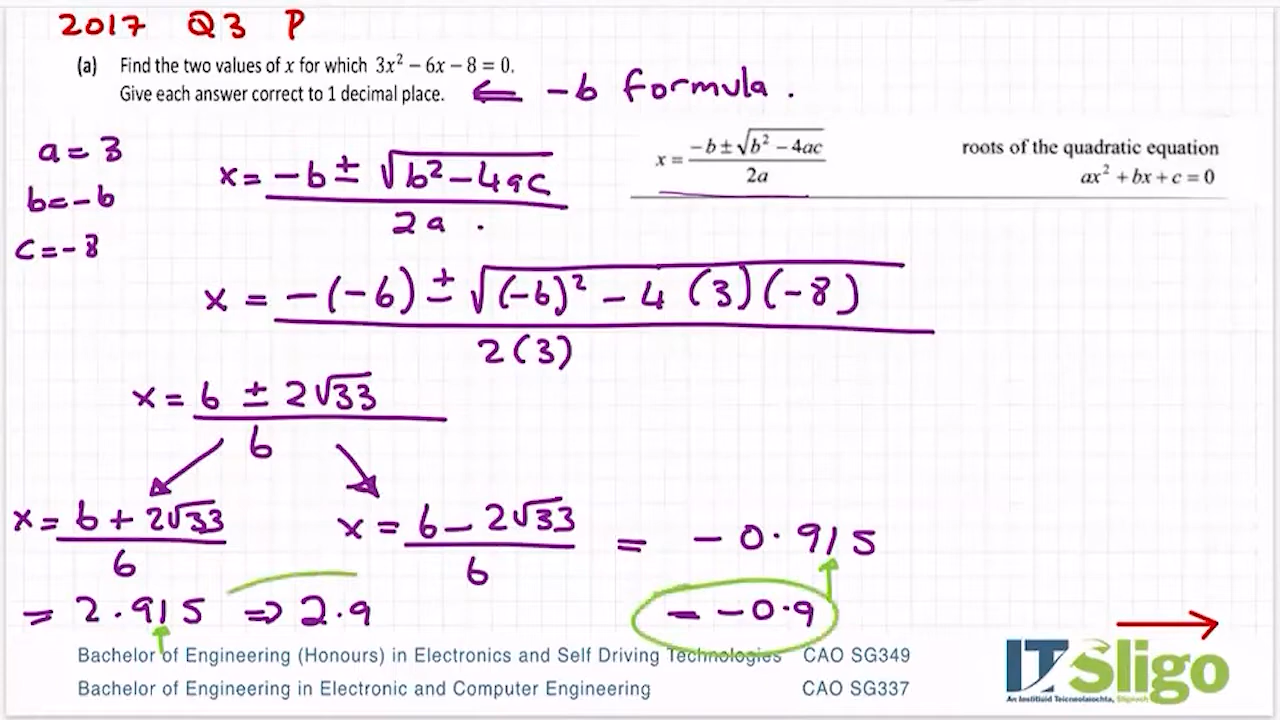 2017 Q3 P
(a) Find the two values of x for which 3x² – 6x – 8 = 0.
Give each answer correct to 1 decimal place. ⇐ -b formula .
a = 3
b = -6
c = -8
x = -b ± √b² - 4ac
2a .
x = -b ± √b² - 4ac
2a
roots of the quadratic equation
ax² + bx + c = 0
x = -(-6) ± √(-6)² - 4 (3)(-8)
2(3)
x = 6 ± 2√33
6
x = 6 + 2√33
6
= 2.915 ⇒ 2.9
x = 6 - 2√33
6
= -0.915
= -0.9
Bachelor of Engineering (Honours) in Electronics and Self Driving Technologies CAO SG349
Bachelor of Engineering in Electronic and Computer Engineering CAO SG337
IT Sligo
An Institiúid Teicneolaíochta, Sligeach